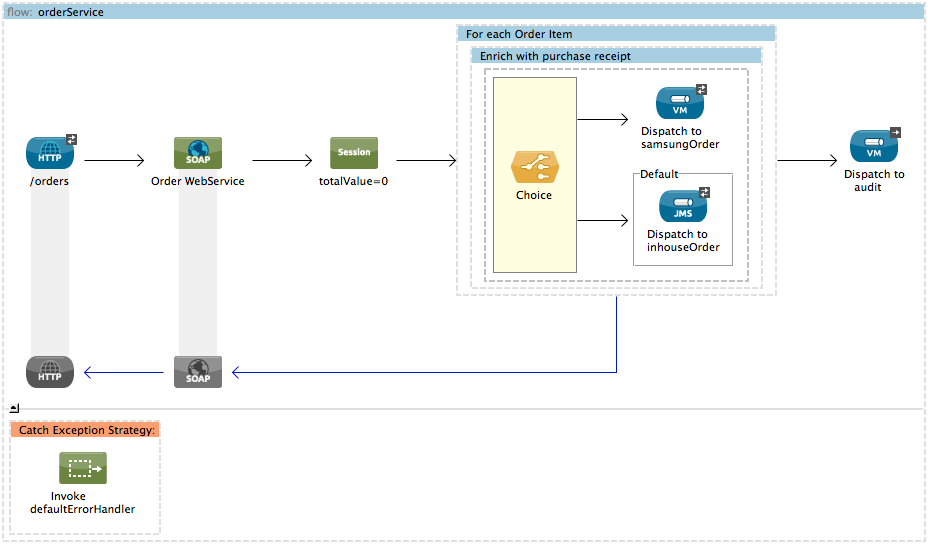 flow: orderService
For each Order Item
Enrich with purchase receipt
HTTP
/orders
SOAP
Order WebService
Session
totalValue=0
Choice
VM
Dispatch to
samsungOrder
Default
JMS
Dispatch to
inhouseOrder
VM
Dispatch to
audit
HTTP
SOAP
Catch Exception Strategy:
Invoke
defaultErrorHandler